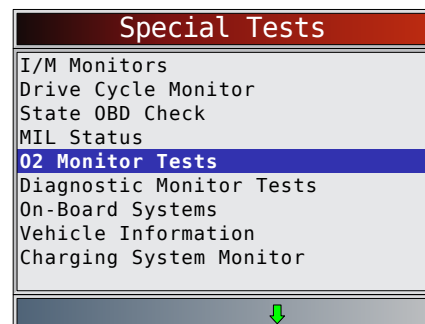 Special Tests
I/M Monitors
Drive Cycle Monitor
State OBD Check
MIL Status
O2 Monitor Tests
Diagnostic Monitor Tests
On-Board Systems
Vehicle Information
Charging System Monitor